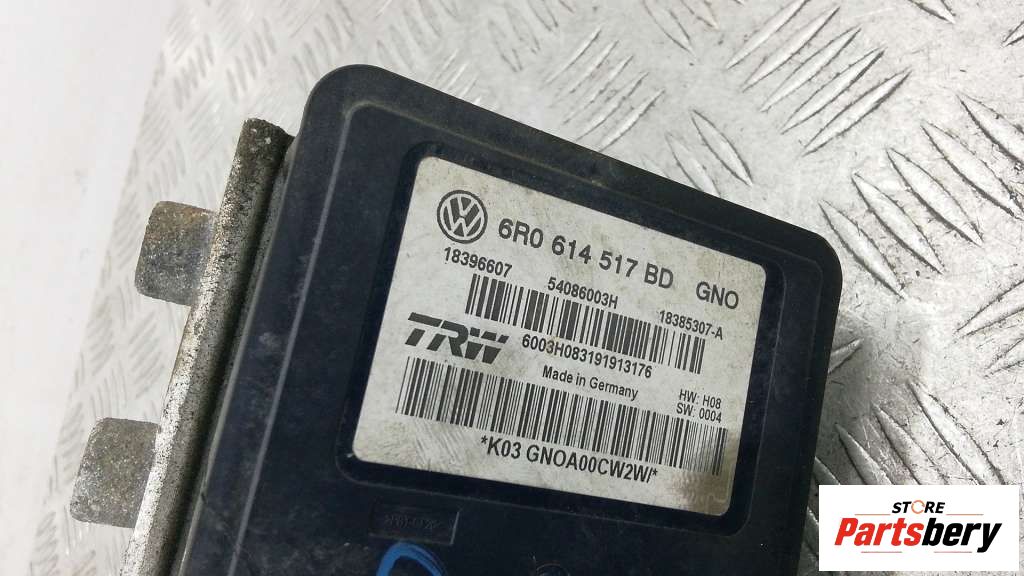 6R0 614 517 BD GNO
18396607 54086003H 18385307-A
TRW 6003H083191913176
Made in Germany
HW: H08
SW: 0004
*K03 GNOA00CW2W/*
STORE
Partsbery